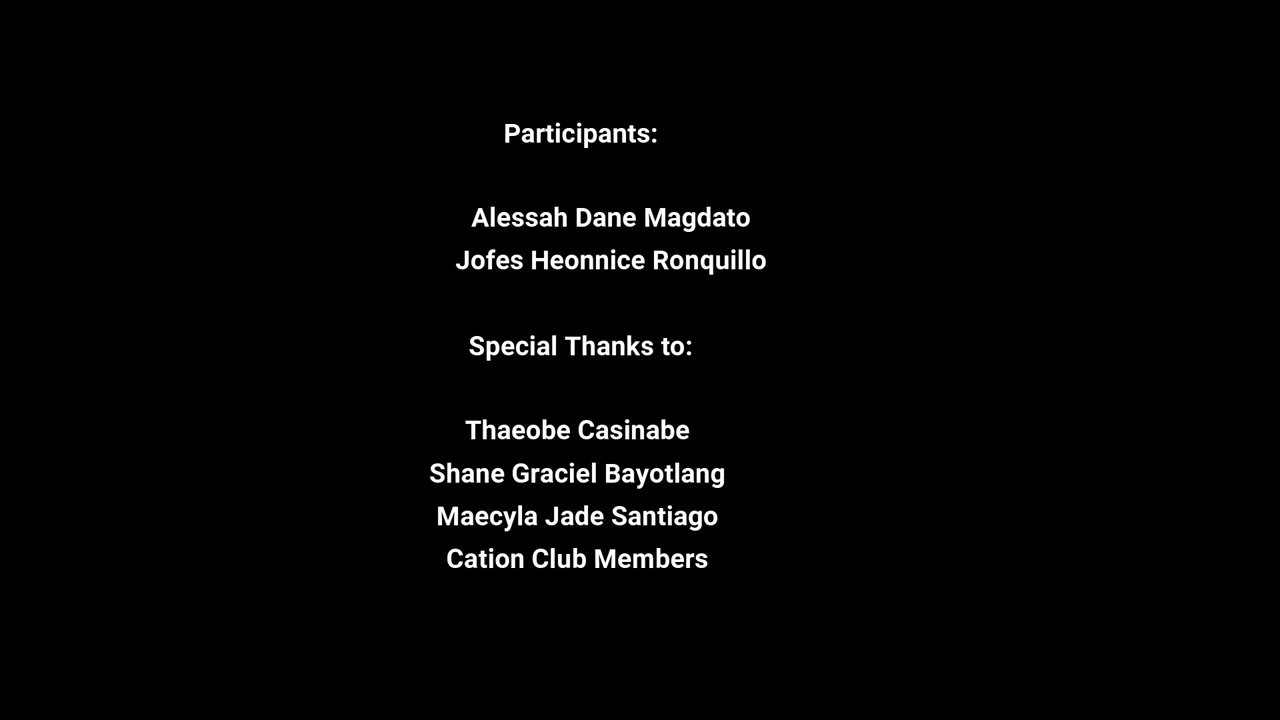 Participants:
Alessah Dane Magdato
Jofes Heonnice Ronquillo
Special Thanks to:
Thaeobe Casinabe
Shane Graciel Bayotlang
Maecyla Jade Santiago
Cation Club Members